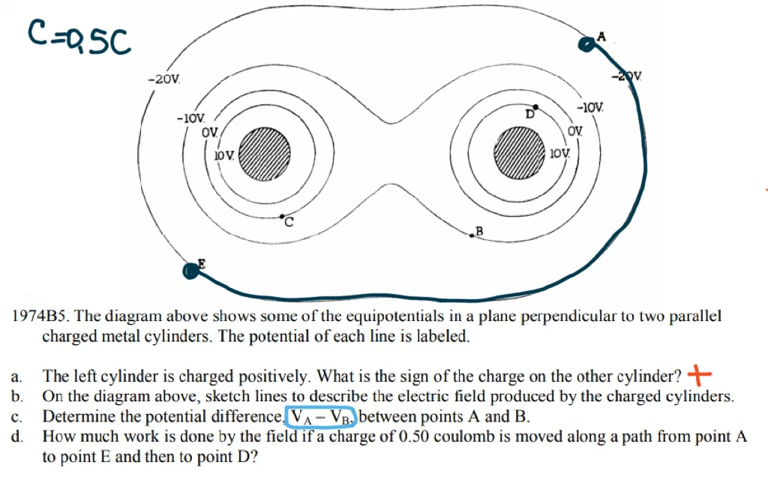 C=0,5C
A
-20V.
-20V
-10V.
-10V.
D
OV.
OV.
10V.
10V.
C
B
E
1974B5. The diagram above shows some of the equipotentials in a plane perpendicular to two parallel
charged metal cylinders. The potential of each line is labeled.
a. The left cylinder is charged positively. What is the sign of the charge on the other cylinder? +
b. On the diagram above, sketch lines to describe the electric field produced by the charged cylinders.
c. Determine the potential difference, VA – VB, between points A and B.
d. How much work is done by the field if a charge of 0.50 coulomb is moved along a path from point A
to point E and then to point D?